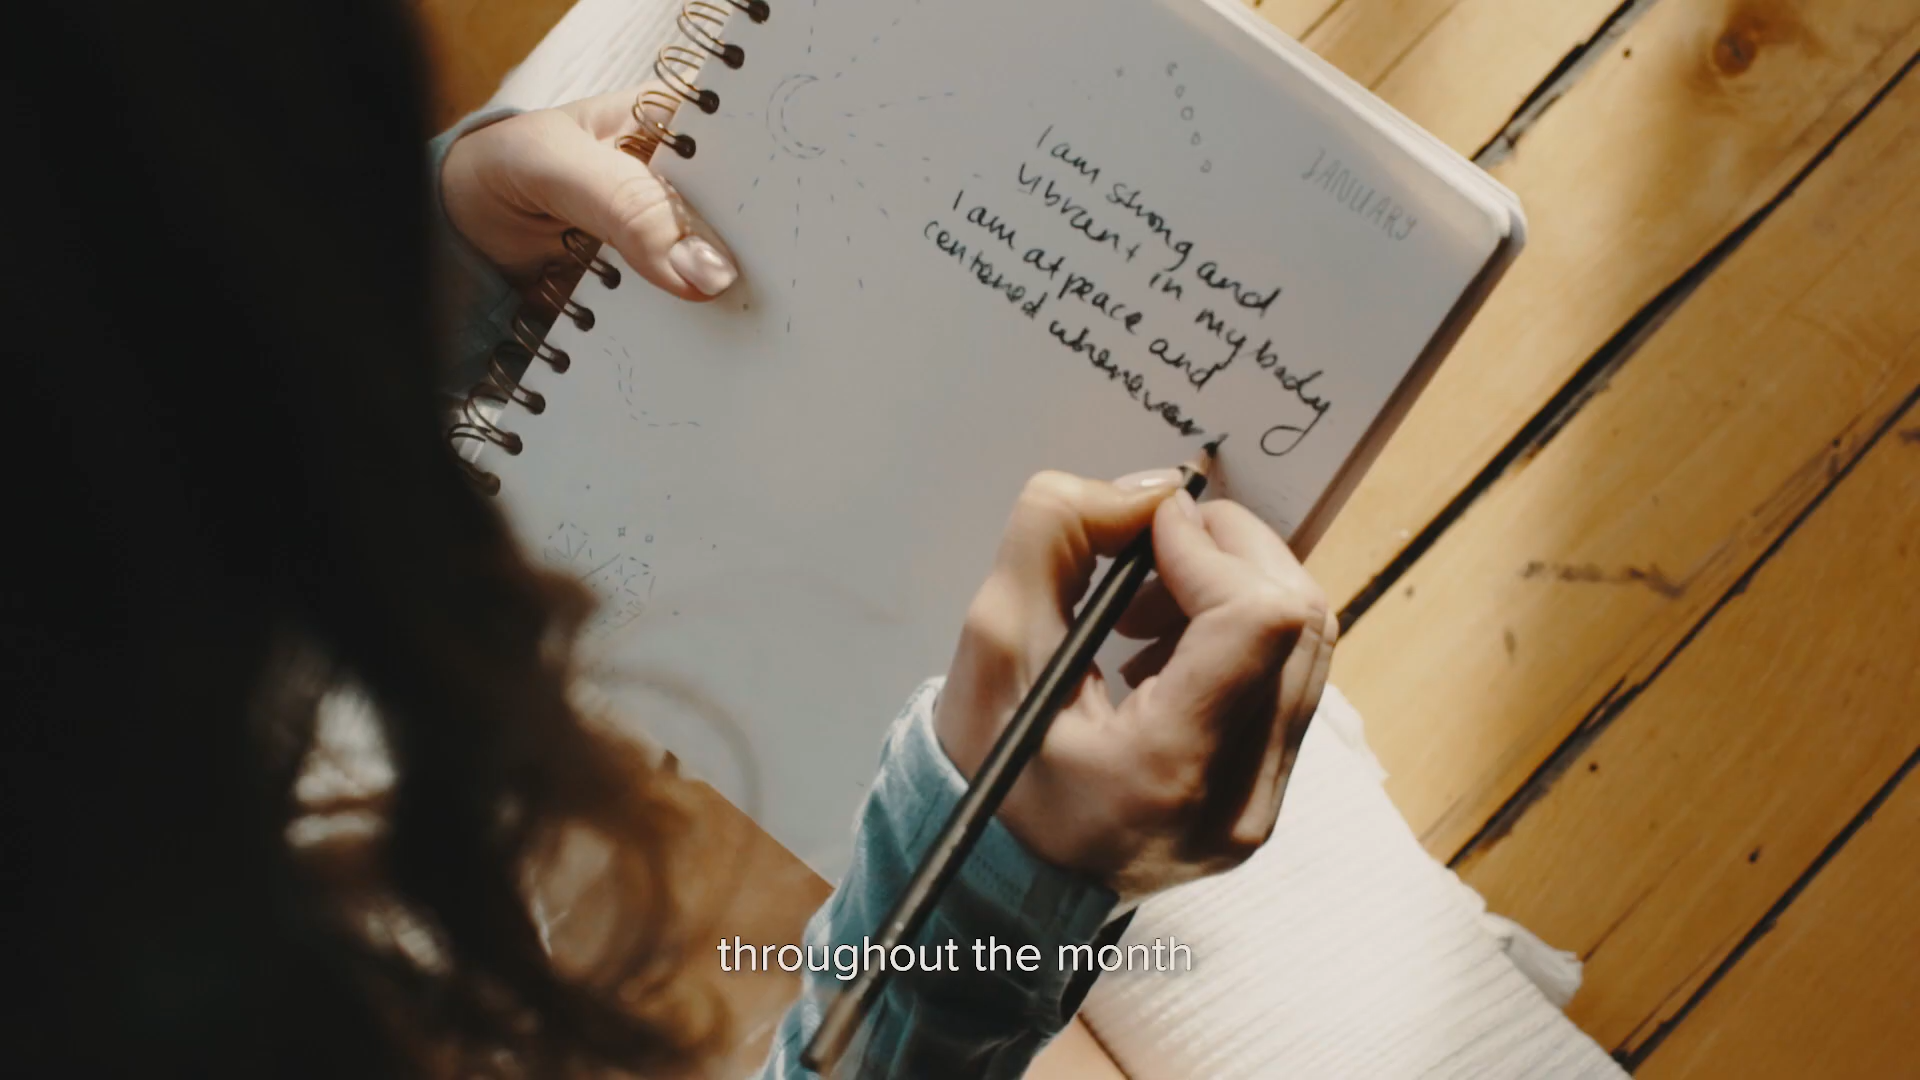 JANUARY
I am strong and
vibrant in my body
I am at peace and
centered whenever
throughout the month